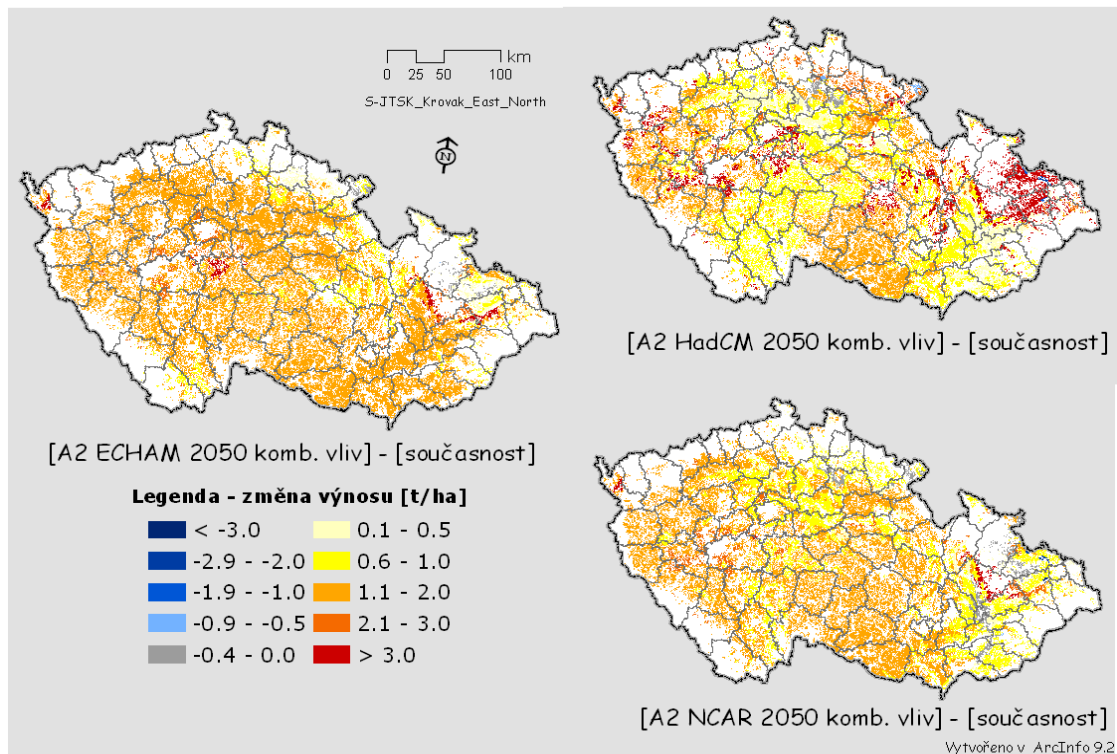 km
0 25 50 100
S-JTSK_Krovak_East_North
N
[A2 ECHAM 2050 komb. vliv] - [současnost]
[A2 HadCM 2050 komb. vliv] - [současnost]
Legenda - změna výnosu [t/ha]
< -3.0
-2.9 - -2.0
-1.9 - -1.0
-0.9 - -0.5
-0.4 - 0.0
0.1 - 0.5
0.6 - 1.0
1.1 - 2.0
2.1 - 3.0
> 3.0
[A2 NCAR 2050 komb. vliv] - [současnost]
Vytvořeno v ArcInfo 9.2